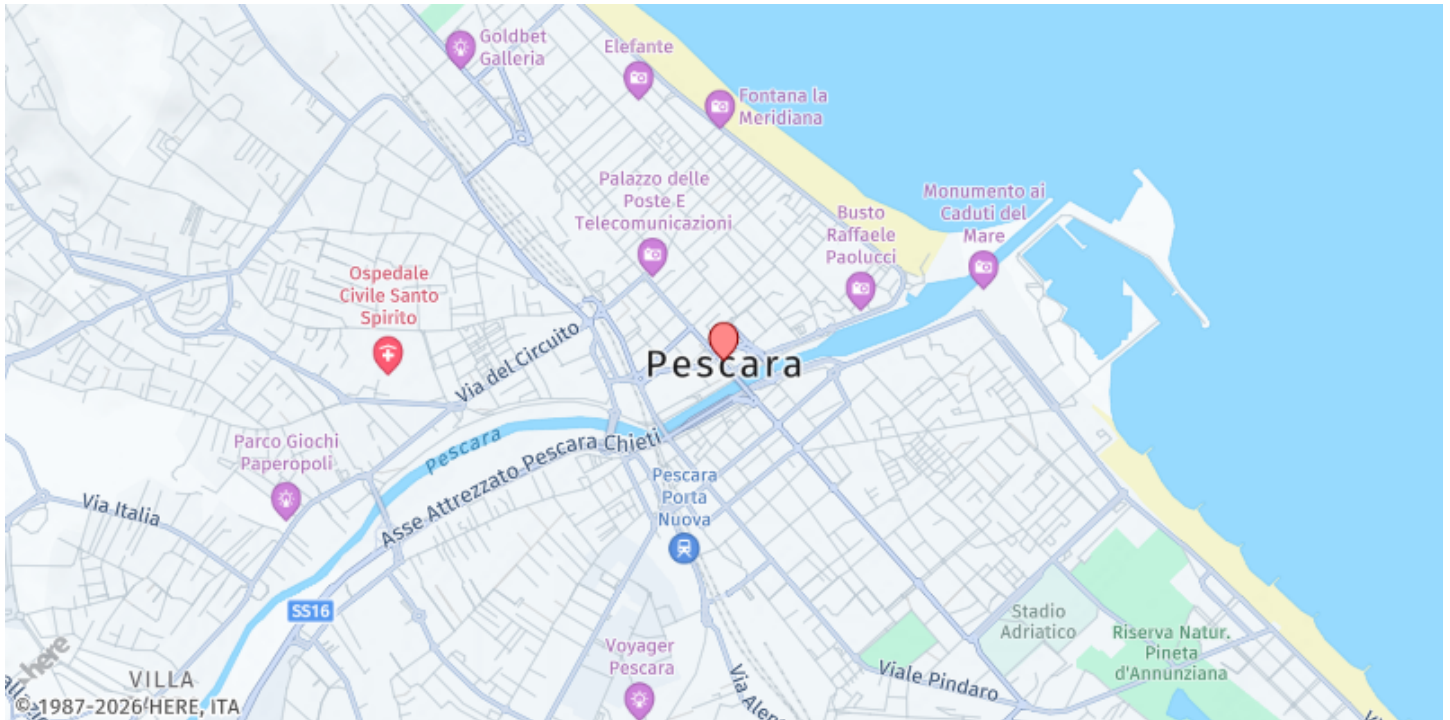 Goldbet
Galleria
Elefante
Fontana la
Meridiana
Palazzo delle
Poste E
Telecomunicazioni
Busto
Raffaele
Paolucci
Monumento ai
Caduti del
Mare
Ospedale
Civile Santo
Spirito
Via del Circuito
Pescara
Parco Giochi
Paperopoli
Pescara
Asse Attrezzato Pescara Chieti
Via Italia
Pescara
Porta
Nuova
SS16
Stadio
Adriatico
Riserva Natur.
Pineta
d'Annunziana
Voyager
Pescara
Viale Pindaro
here
VILLA
© 1987-2026 HERE, ITA